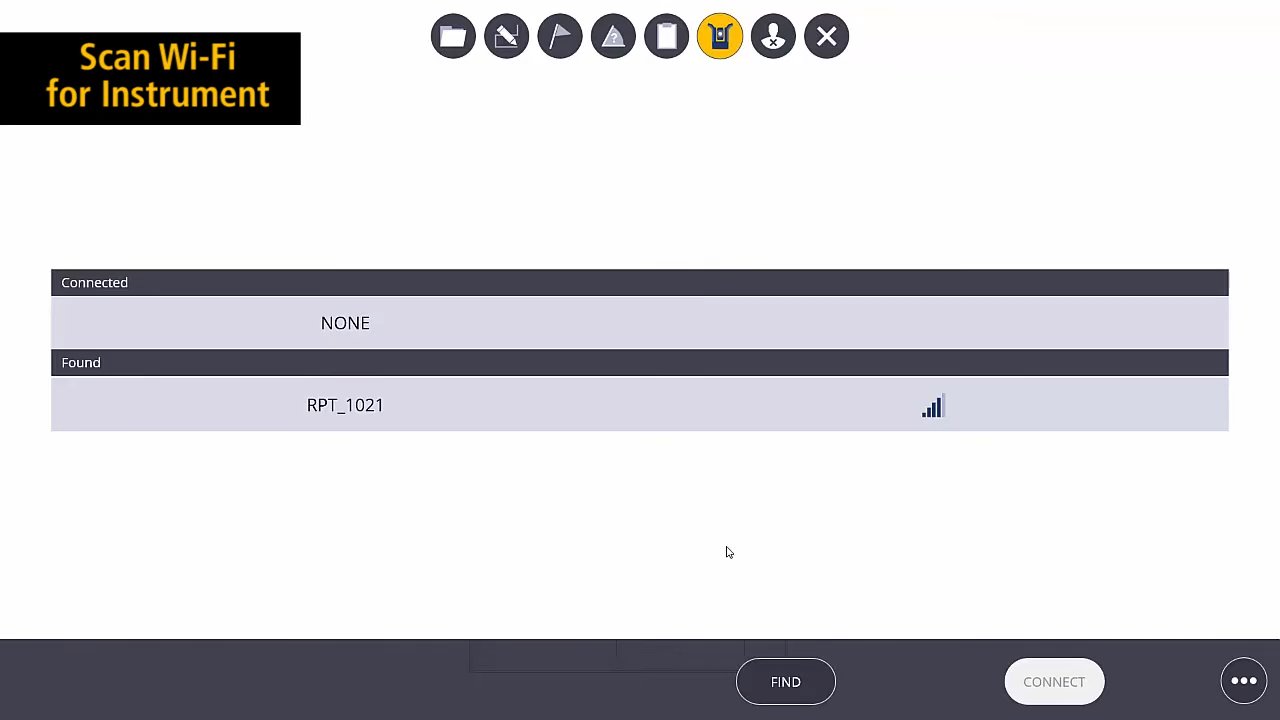 Scan Wi-Fi
for Instrument
Connected
NONE
Found
RPT_1021
FIND
CONNECT